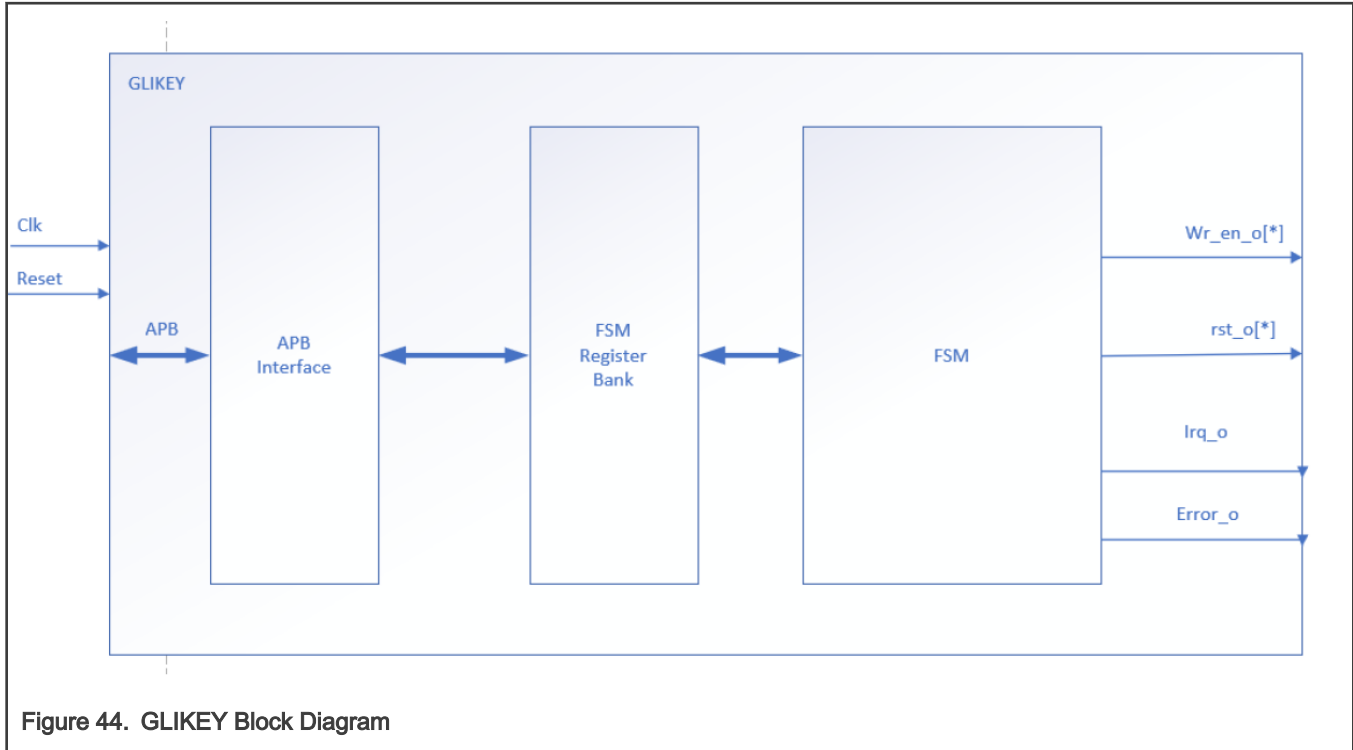 GLIKEY
Clk
Reset
APB
APB
Interface
FSM
Register
Bank
FSM
Wr_en_o[*]
rst_o[*]
Irq_o
Error_o
Figure 44. GLIKEY Block Diagram